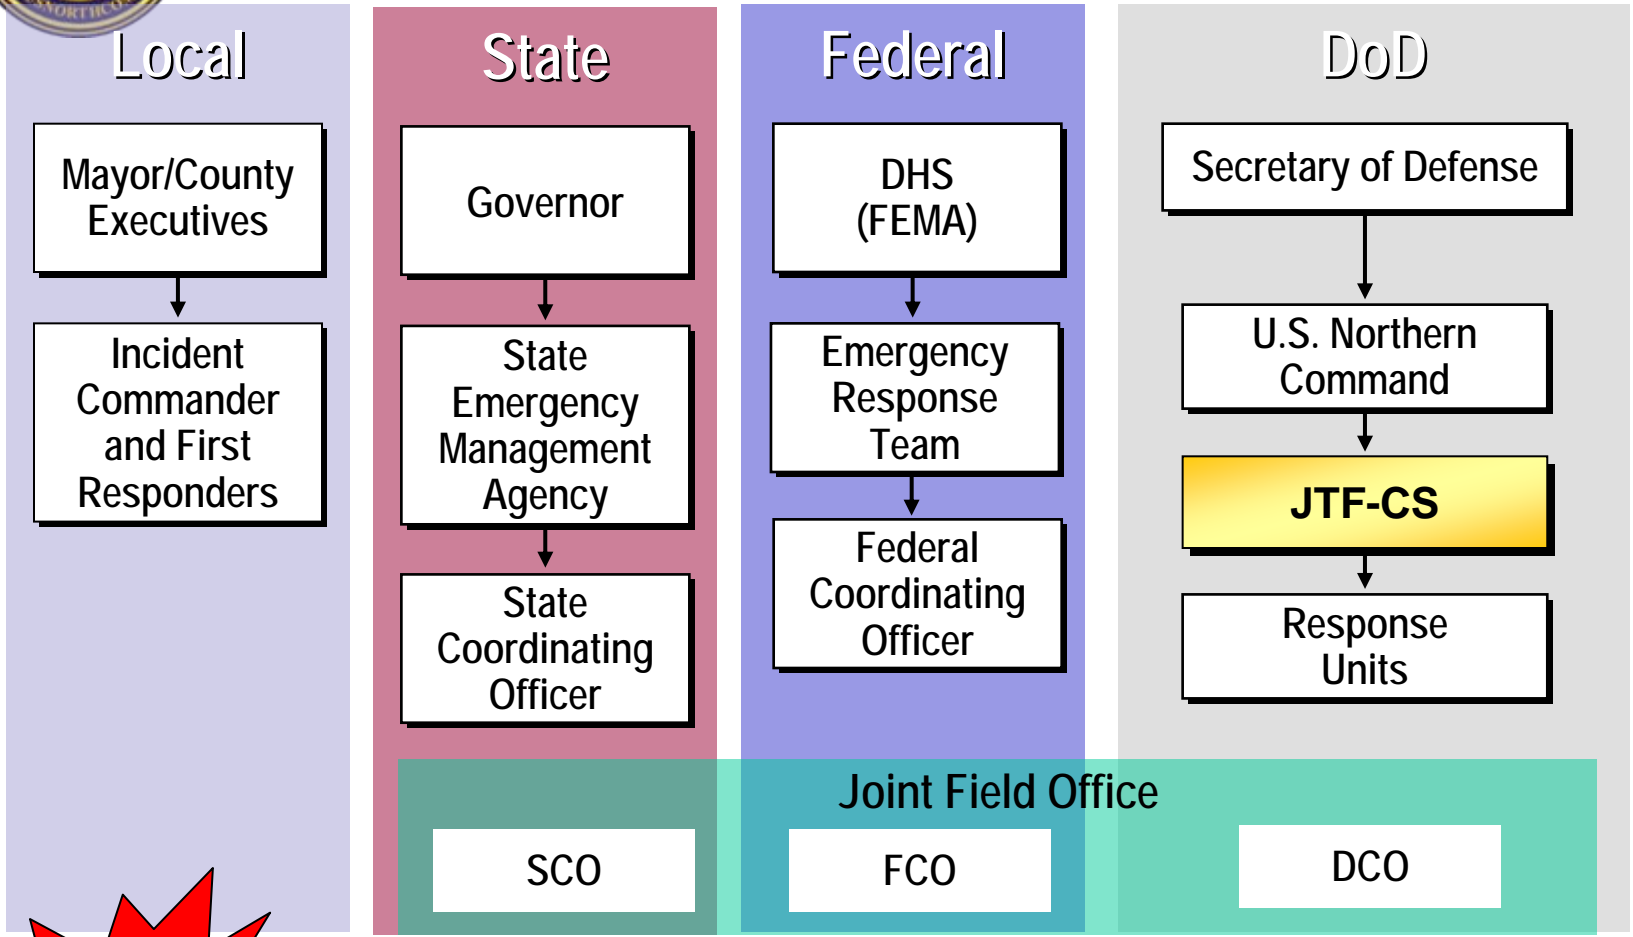 Local
Mayor/County
Executives
Incident
Commander
and First
Responders
State
Governor
State
Emergency
Management
Agency
State
Coordinating
Officer
Federal
DHS
(FEMA)
Emergency
Response
Team
Federal
Coordinating
Officer
DoD
Secretary of Defense
U.S. Northern
Command
JTF-CS
Response
Units
Joint Field Office
SCO
FCO
DCO